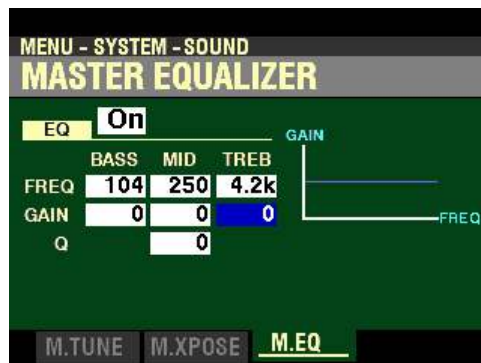 MENU - SYSTEM - SOUND
MASTER EQUALIZER
EQ On
GAIN
BASS MID TREB
FREQ 104 250 4.2k
GAIN 0 0 0
FREQ
Q 0
M.TUNE M.XPOSE M.EQ